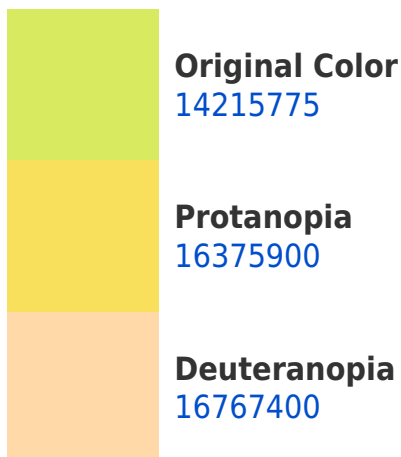 Original Color
14215775
Protanopia
16375900
Deuteranopia
16767400